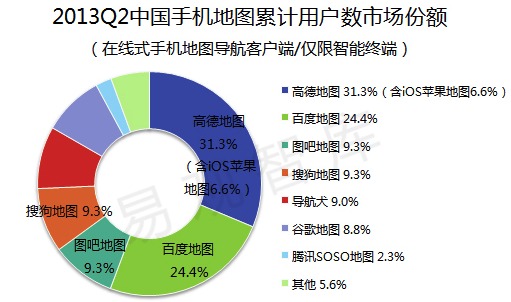 2013Q2中国手机地图累计用户数市场份额
（在线式手机地图导航客户端/仅限智能终端）
高德地图
31.3%
（含iOS苹果
地图6.6%）
百度地图
24.4%
图吧地图
9.3%
搜狗地图 9.3%
高德地图 31.3%（含iOS苹果地图6.6%）
百度地图 24.4%
图吧地图 9.3%
搜狗地图 9.3%
导航犬 9.0%
谷歌地图 8.8%
腾讯SOSO地图 2.3%
其他 5.6%
易观智库